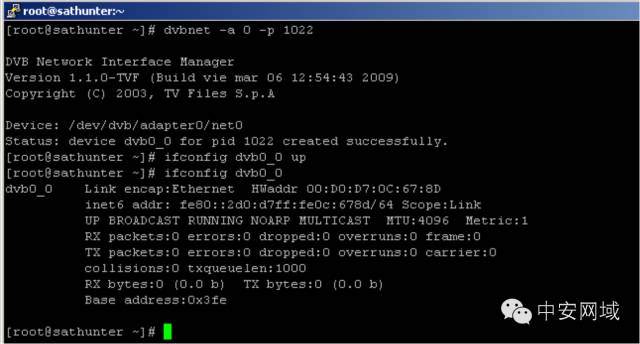 root@sathunter:~
[root@sathunter ~]# dvbnet -a 0 -p 1022
DVB Network Interface Manager
Version 1.1.0-TVF (Build vie mar 06 12:54:43 2009)
Copyright (C) 2003, TV Files S.p.A
Device: /dev/dvb/adapter0/net0
Status: device dvb0_0 for pid 1022 created successfully.
[root@sathunter ~]# ifconfig dvb0_0 up
[root@sathunter ~]# ifconfig dvb0_0
dvb0_0 Link encap:Ethernet HWaddr 00:D0:D7:0C:67:8D
inet6 addr: fe80::2d0:d7ff:fe0c:678d/64 Scope:Link
UP BROADCAST RUNNING NOARP MULTICAST MTU:4096 Metric:1
RX packets:0 errors:0 dropped:0 overruns:0 frame:0
TX packets:0 errors:0 dropped:0 overruns:0 carrier:0
collisions:0 txqueuelen:1000
RX bytes:0 (0.0 b) TX bytes:0 (0.0 b)
Base address:0x3fe
中安网域
[root@sathunter ~]#